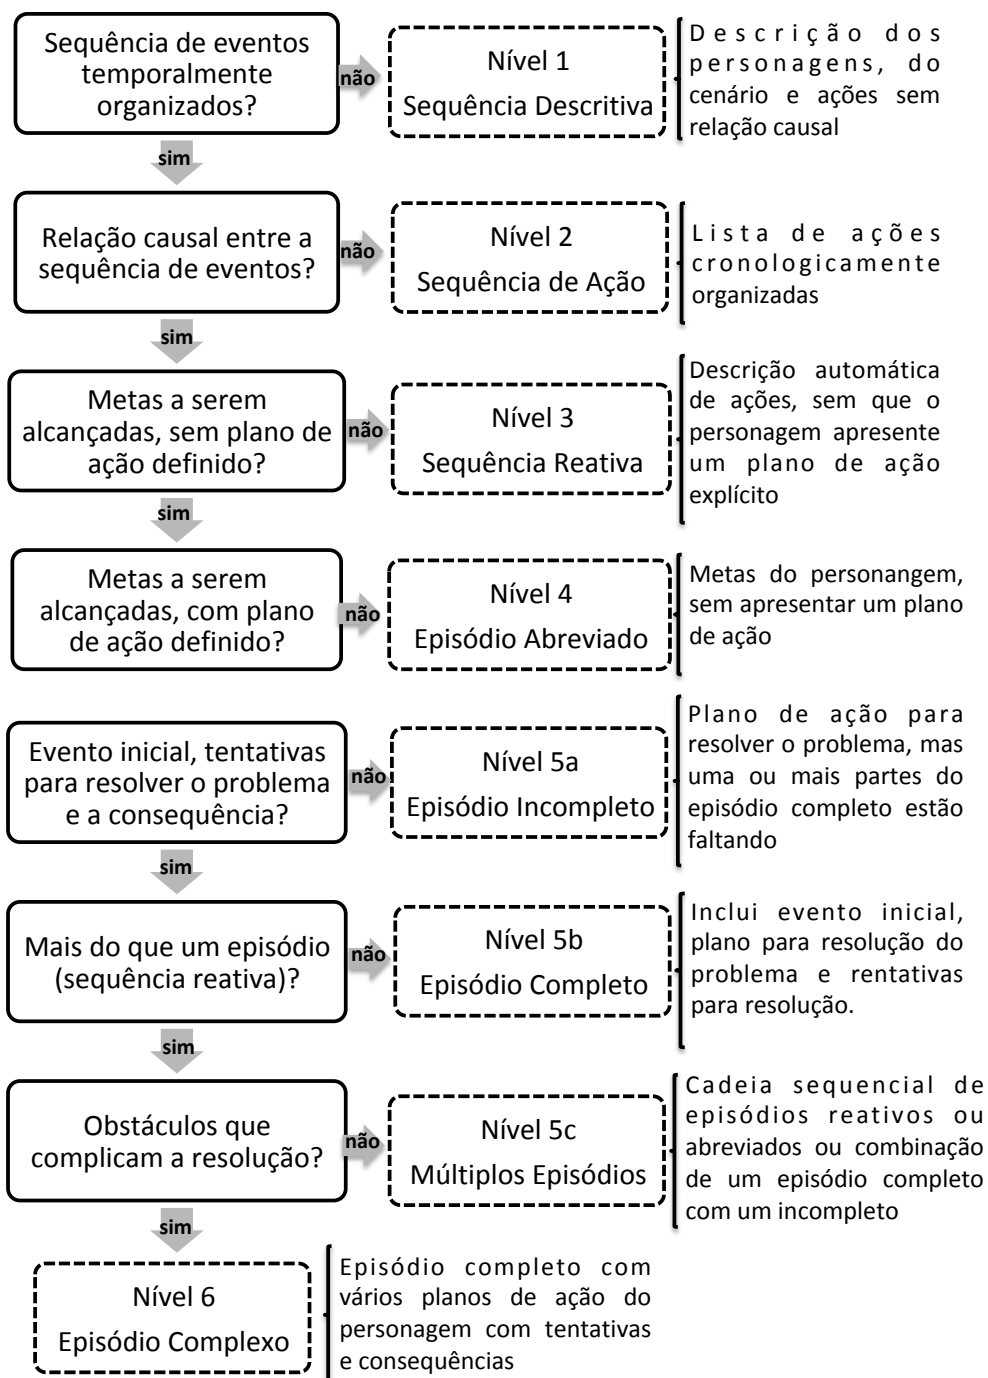 Sequência de eventos
temporalmente
organizados?
não
Nível 1
Sequência Descritiva
Descrição dos
personagens, do
cenário e ações sem
relação causal
sim
Relação causal entre a
sequência de eventos?
não
Nível 2
Sequência de Ação
Lista de ações
cronologicamente
organizadas
sim
Metas a serem
alcançadas, sem plano de
ação definido?
não
Nível 3
Sequência Reativa
Descrição automática
de ações, sem que o
personagem apresente
um plano de ação
explícito
sim
Metas a serem
alcançadas, com plano
de ação definido?
não
Nível 4
Episódio Abreviado
Metas do personangem,
sem apresentar um plano
de ação
Evento inicial, tentativas
para resolver o problema
e a consequência?
não
Nível 5a
Episódio Incompleto
Plano de ação para
resolver o problema, mas
uma ou mais partes do
episódio completo estão
faltando
sim
Mais do que um episódio
(sequência reativa)?
não
Nível 5b
Episódio Completo
Inclui evento inicial,
plano para resolução do
problema e rentativas
para resolução.
sim
Obstáculos que
complicam a resolução?
não
Nível 5c
Múltiplos Episódios
Cadeia sequencial de
episódios reativos ou
abreviados ou combinação
de um episódio completo
com um incompleto
sim
Nível 6
Episódio Complexo
Episódio completo com
vários planos de ação do
personagem com tentativas
e consequências